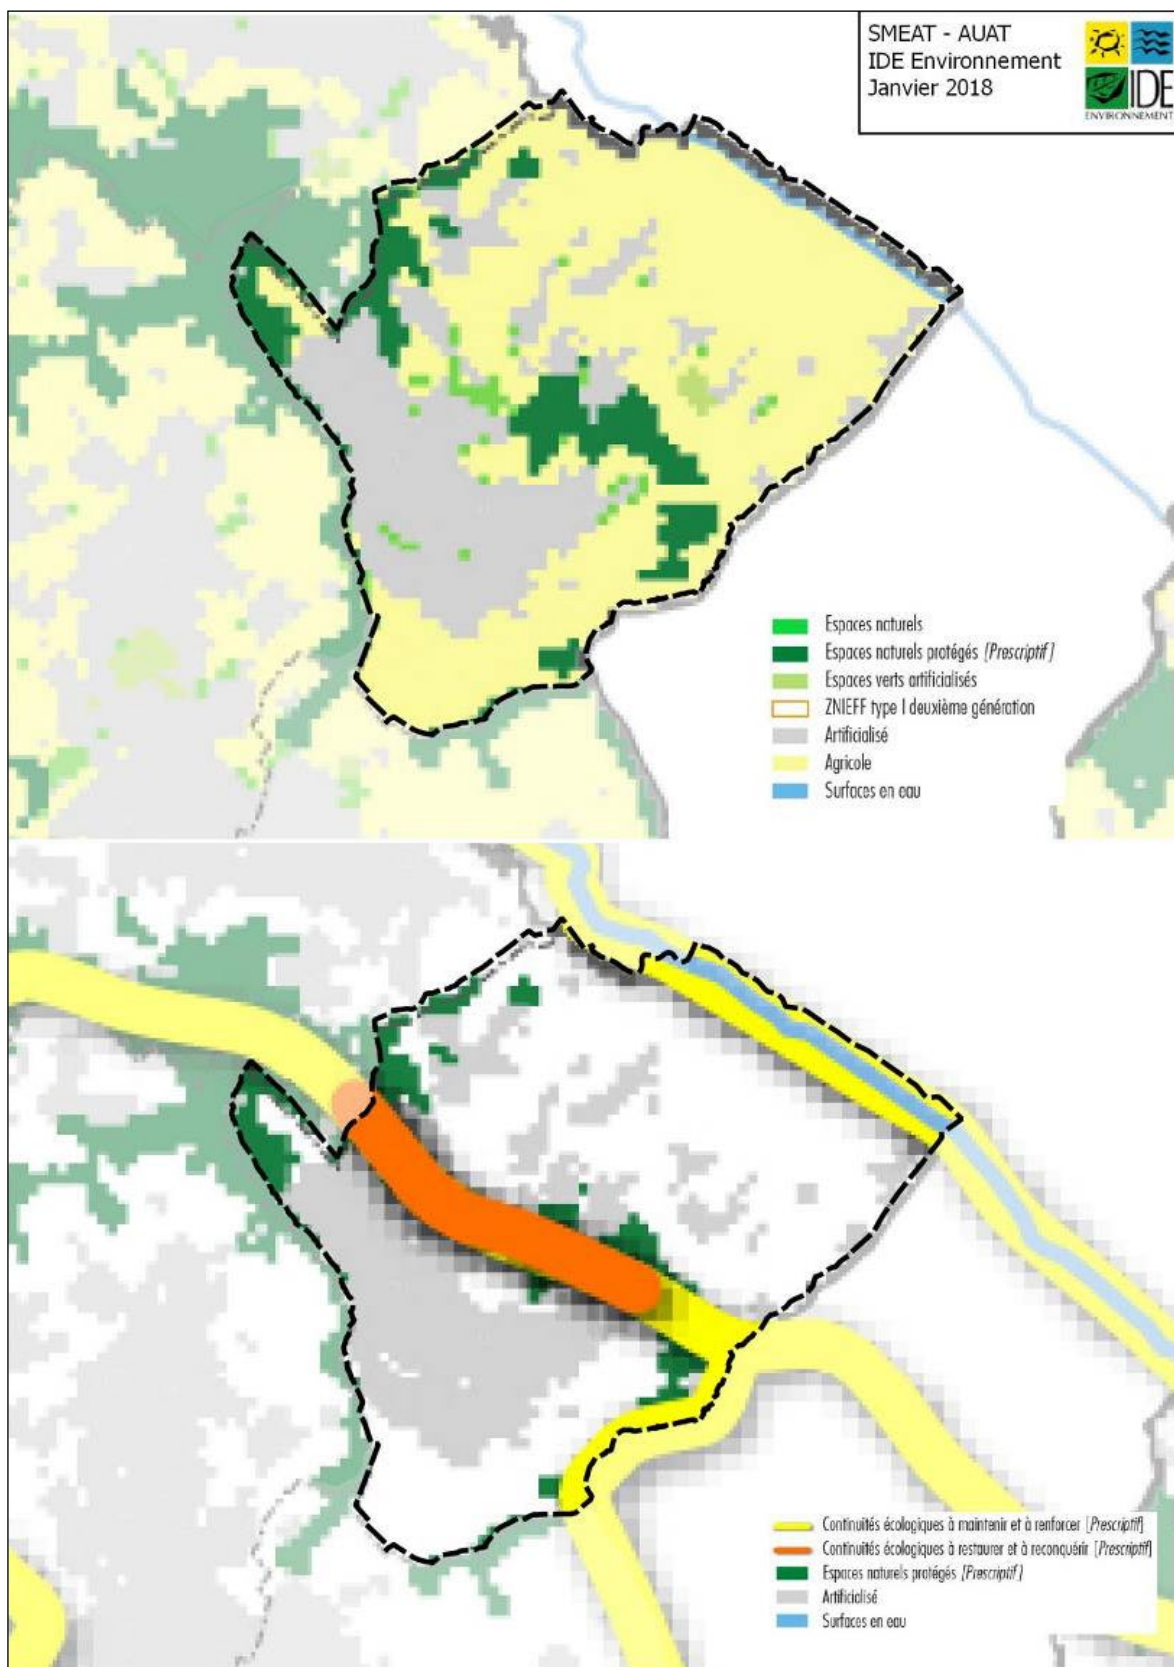 SMEAT - AUAT
IDE Environnement
Janvier 2018
IDE
ENVIRONNEMENT
Espaces naturels
Espaces naturels protégés [Prescriptif]
Espaces verts artificialisés
ZNIEFF type I deuxième génération
Artificialisé
Agricole
Surfaces en eau
Continuités écologiques à maintenir et à renforcer [Prescriptif]
Continuités écologiques à restaurer et à reconquérir [Prescriptif]
Espaces naturels protégés [Prescriptif]
Artificialisé
Surfaces en eau